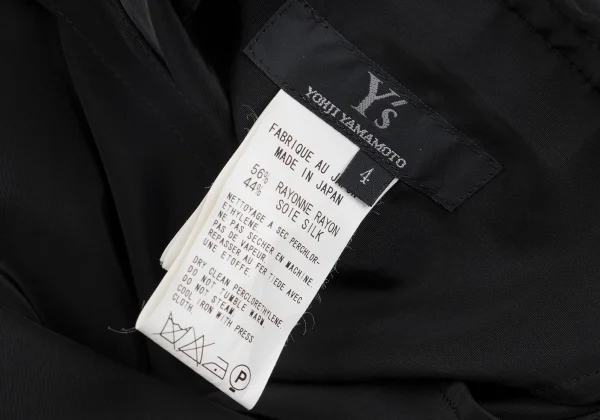 Y's
YOHJI YAMAMOTO
4
FABRIQUE AU
MADE IN JAPAN
56% RAYONNE RAYON
44% SOIE SILK
NETTOYAGE A SEC PERCHLOR-
ETHYLENE.
NE PAS SECHER EN MACHINE.
PAS DE VAPEUR.
REPASSER AU FER TIEDE AVEC
UNE ETOFFE.
DRY CLEAN PERCLORETHYLENE.
DO NOT TUMBLE WARM.
DO NOT STEAM.
COOL IRON WITH PRESS
CLOTH.
P